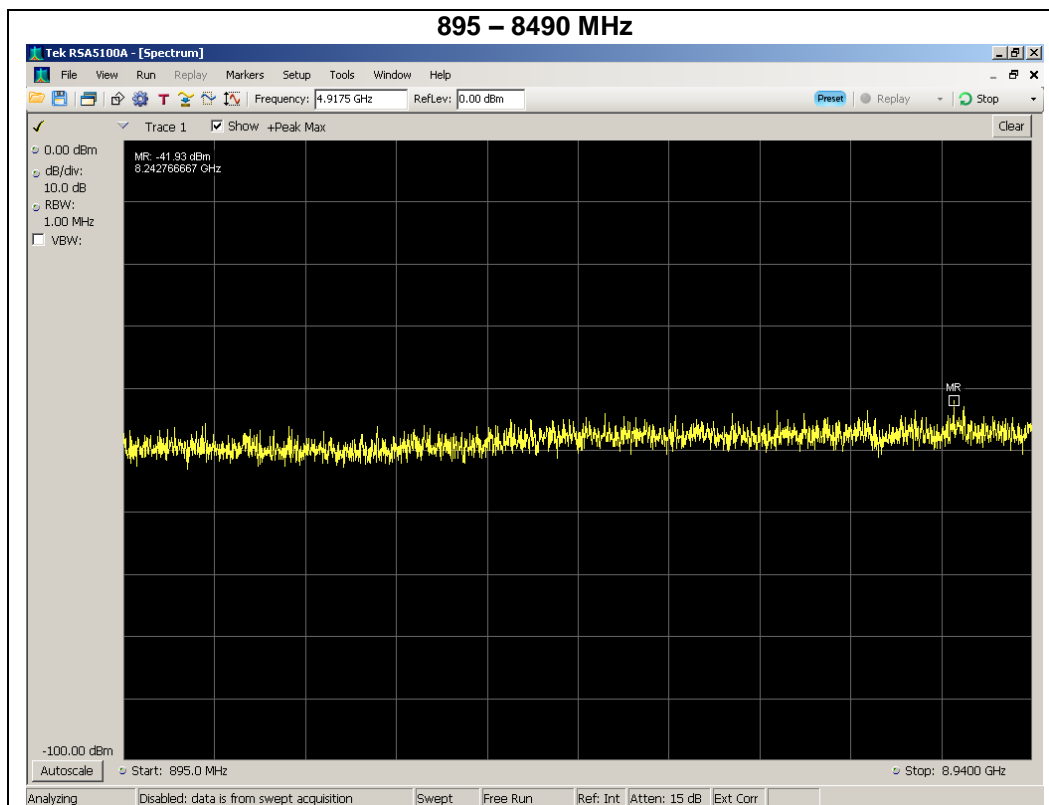 895 – 8490 MHz
Tek RSA5100A - [Spectrum]
File View Run Replay Markers Setup Tools Window Help
T Frequency: 4.9175 GHz RefLev: 0.00 dBm Preset Replay Stop
Trace 1 Show +Peak Max Clear
0.00 dBm
dB/div:
10.0 dB
RBW:
1.00 MHz
VBW:
MR: -41.93 dBm
8.242766667 GHz
MR
-100.00 dBm
Autoscale Start: 895.0 MHz Stop: 8.9400 GHz
Analyzing Disabled: data is from swept acquisition Swept Free Run Ref: Int Atten: 15 dB Ext Corr